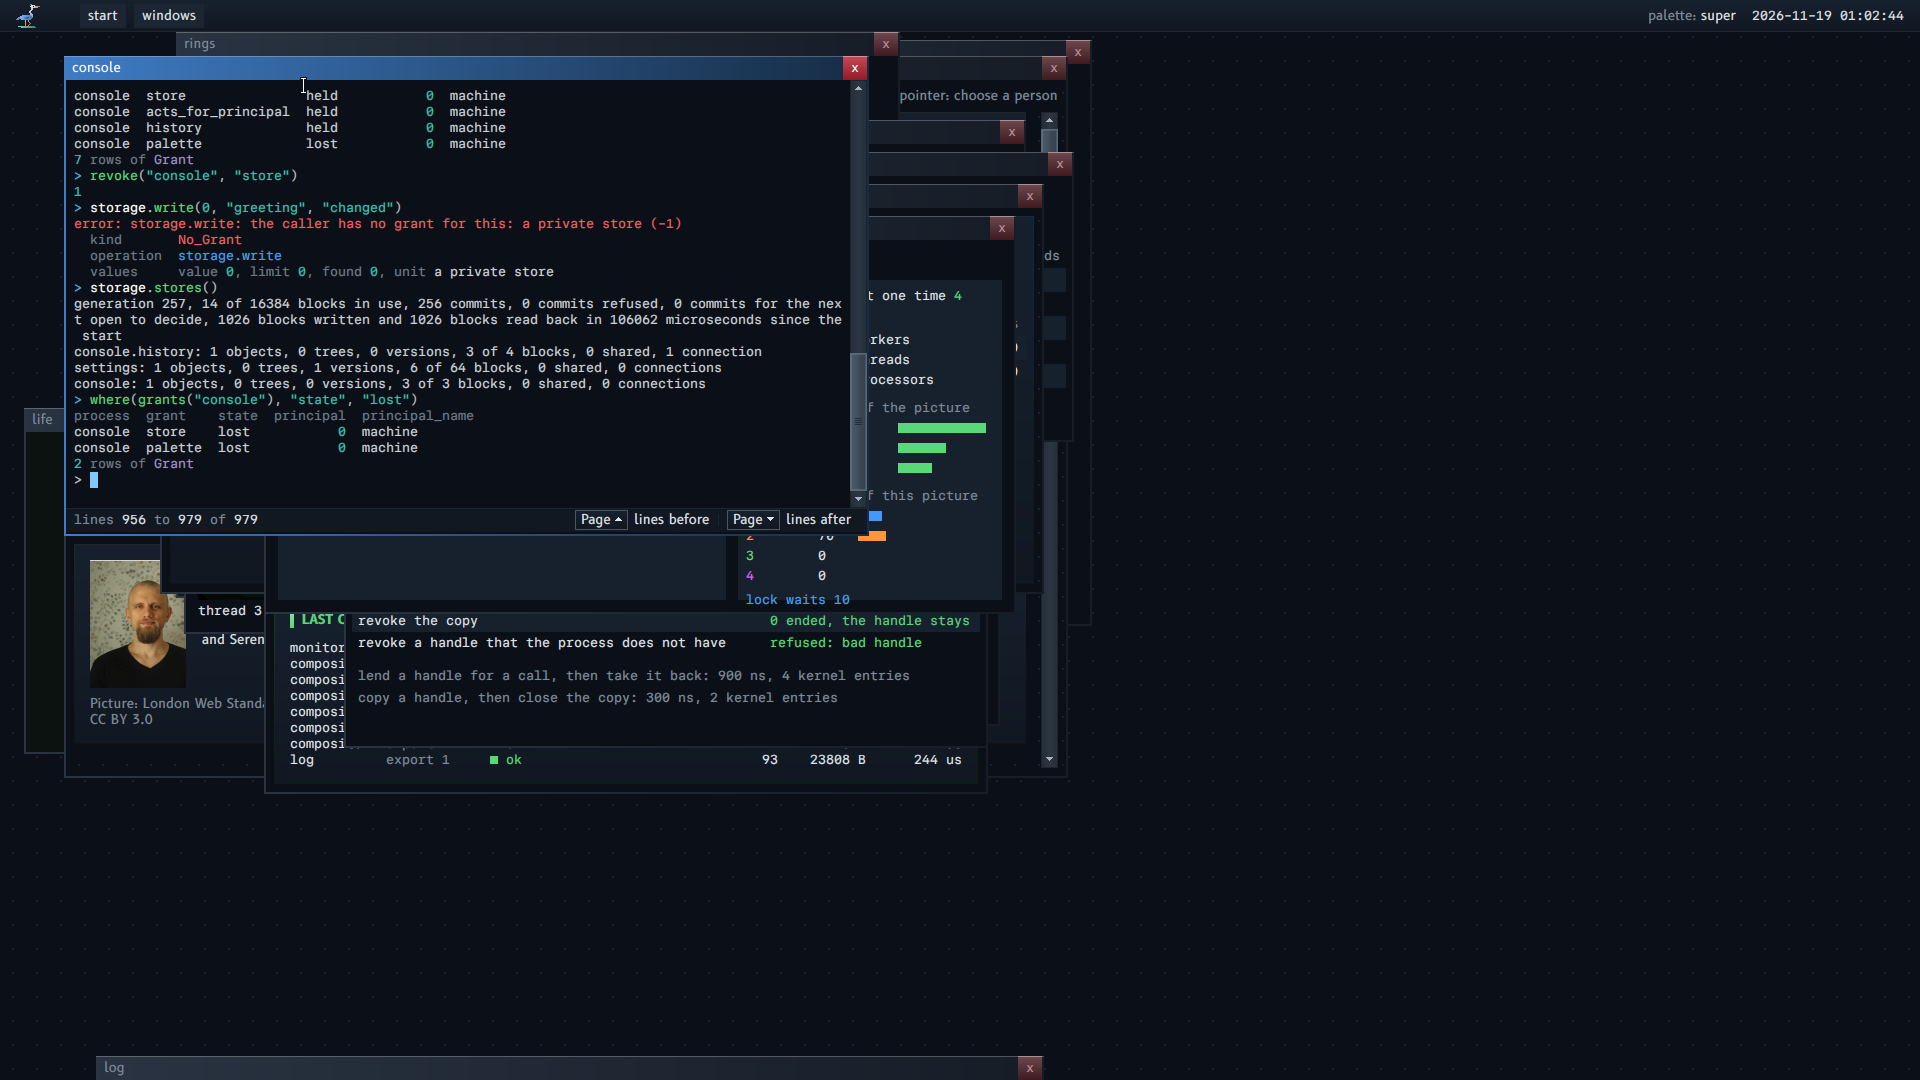 start windows palette: super 2026-11-19 01:02:44
rings x
x
console x
x
console store held 0 machine
pointer: choose a person
console acts_for_principal held 0 machine
console history held 0 machine
x
console palette lost 0 machine
7 rows of Grant
x
> revoke("console", "store")
1
x
> storage.write(0, "greeting", "changed")
error: storage.write: the caller has no grant for this: a private store (-1)
x
kind No_Grant
operation storage.write
ds
values value 0, limit 0, found 0, unit a private store
> storage.stores()
generation 257, 14 of 16384 blocks in use, 256 commits, 0 commits refused, 0 commits for the nex
t one time 4
t open to decide, 1026 blocks written and 1026 blocks read back in 106062 microseconds since the
start
rkers
console.history: 1 objects, 0 trees, 0 versions, 3 of 4 blocks, 0 shared, 1 connection
reads
settings: 1 objects, 0 trees, 1 versions, 6 of 64 blocks, 0 shared, 0 connections
ocessors
console: 1 objects, 0 trees, 0 versions, 3 of 3 blocks, 0 shared, 0 connections
> where(grants("console"), "state", "lost")
f the picture
process grant state principal principal_name
life
console store lost 0 machine
console palette lost 0 machine
2 rows of Grant
>
f this picture
lines 956 to 979 of 979 Page lines before Page lines after
3 0
4 0
lock waits 10
thread 3
LAST C
revoke the copy 0 ended, the handle stays
and Seren
revoke a handle that the process does not have refused: bad handle
monitor
composi
composi
lend a handle for a call, then take it back: 900 ns, 4 kernel entries
composi
copy a handle, then close the copy: 300 ns, 2 kernel entries
Picture: London Web Standa
composi
CC BY 3.0
composi
composi
log export 1 ok 93 23808 B 244 us
log x